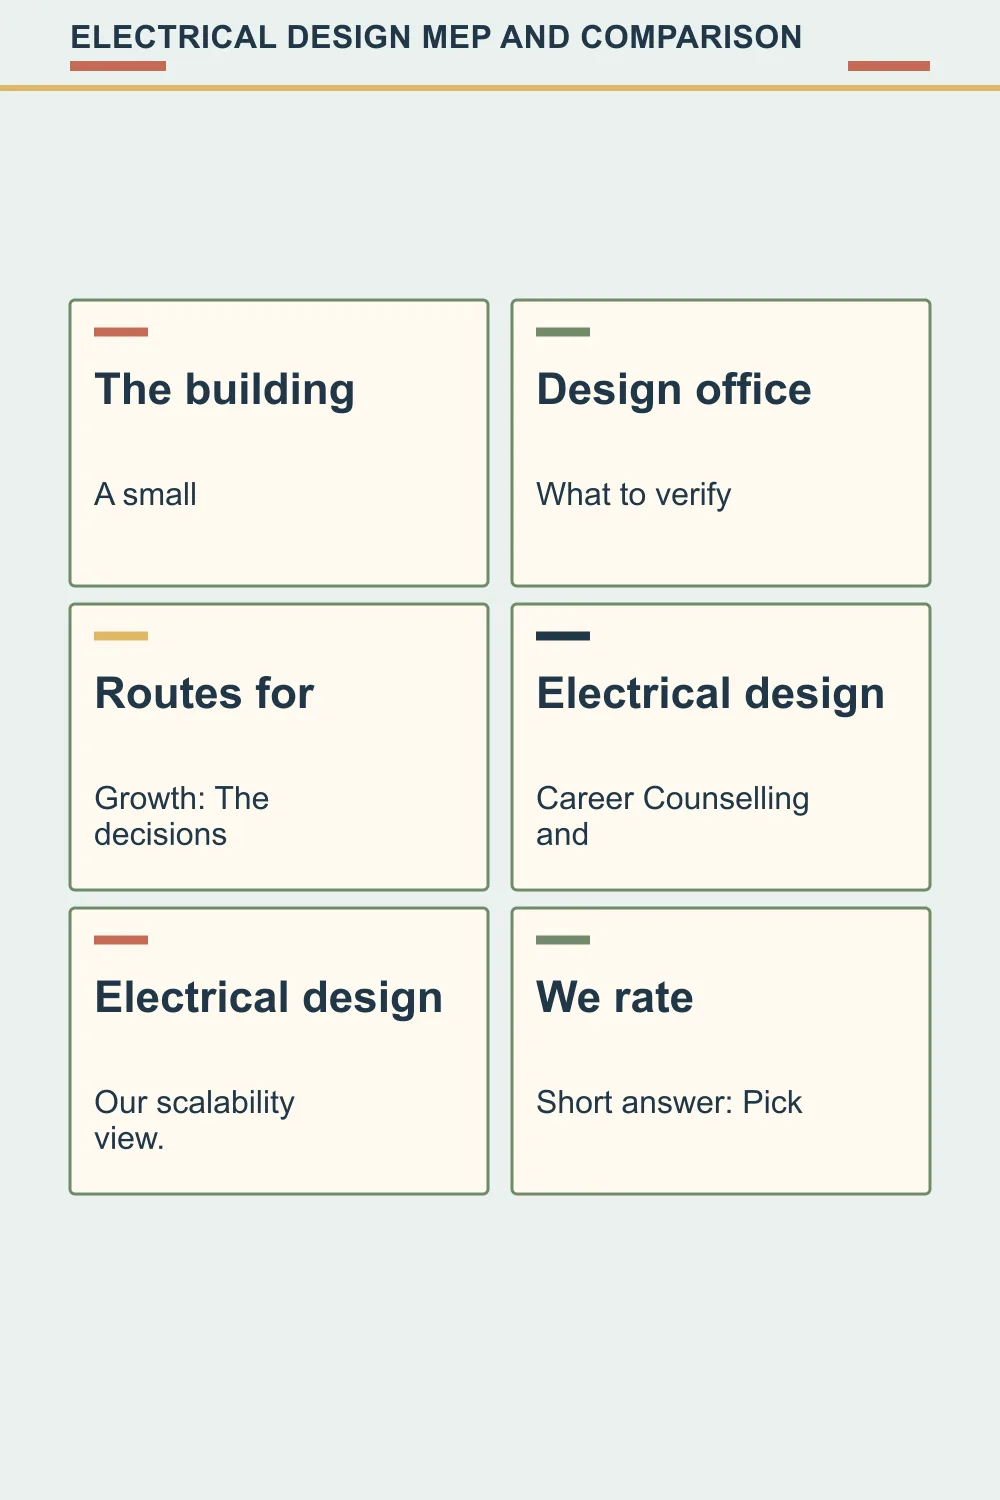 ELECTRICAL DESIGN MEP AND COMPARISON
The building
A small
Design office
What to verify
Routes for
Growth: The
decisions
Electrical design
Career Counselling
and
Electrical design
Our scalability
view.
We rate
Short answer: Pick